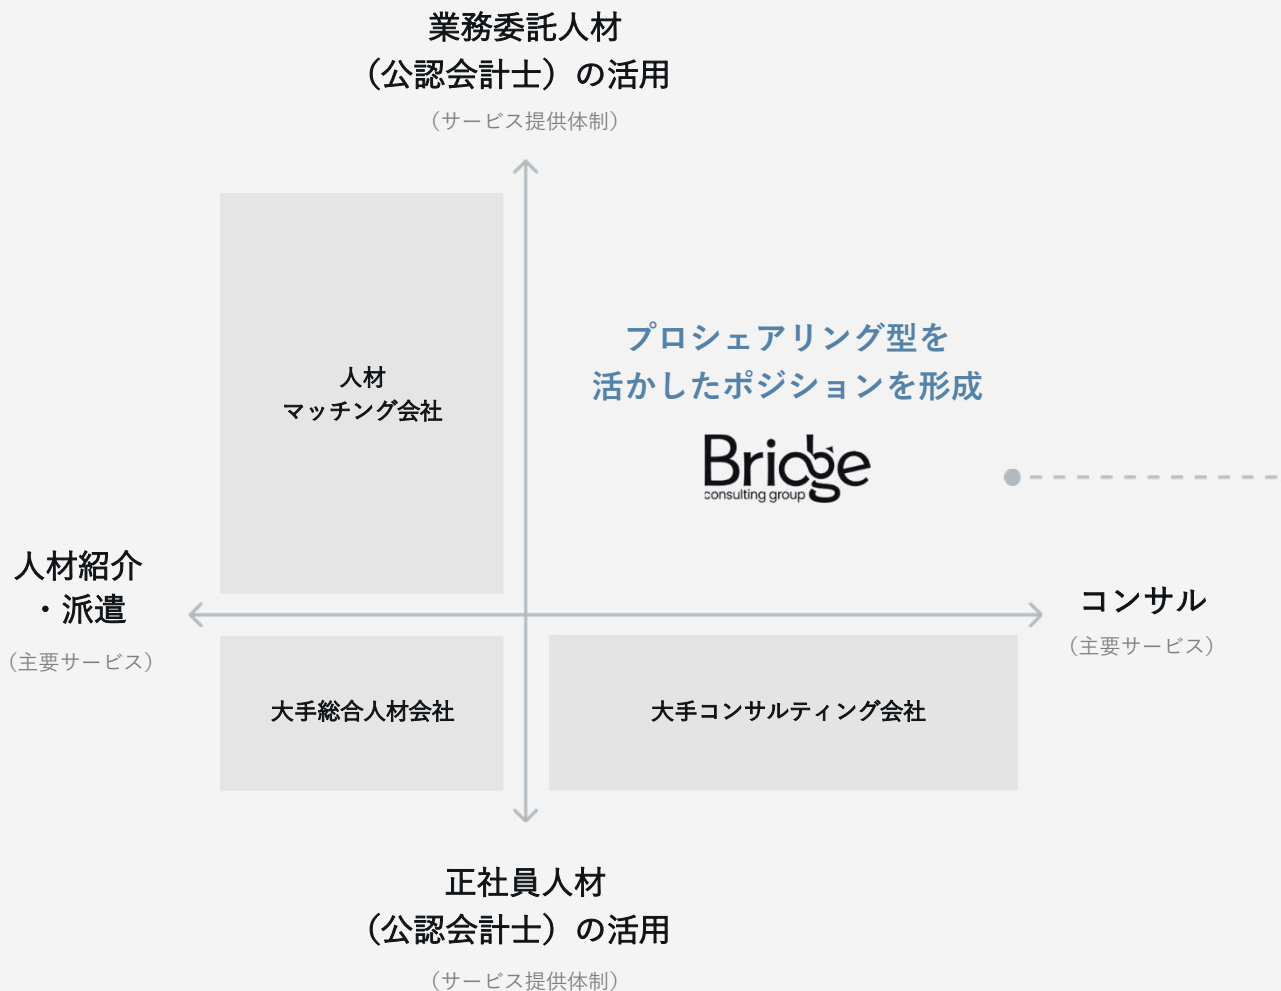 業務委託人材
（公認会計士）の活用
（サービス提供体制）
人材
マッチング会社
プロシェアリング型を
活かしたポジションを形成
Bridge
consulting group
人材紹介
・派遣
（主要サービス）
コンサル
（主要サービス）
大手総合人材会社
大手コンサルティング会社
正社員人材
（公認会計士）の活用
（サービス提供体制）